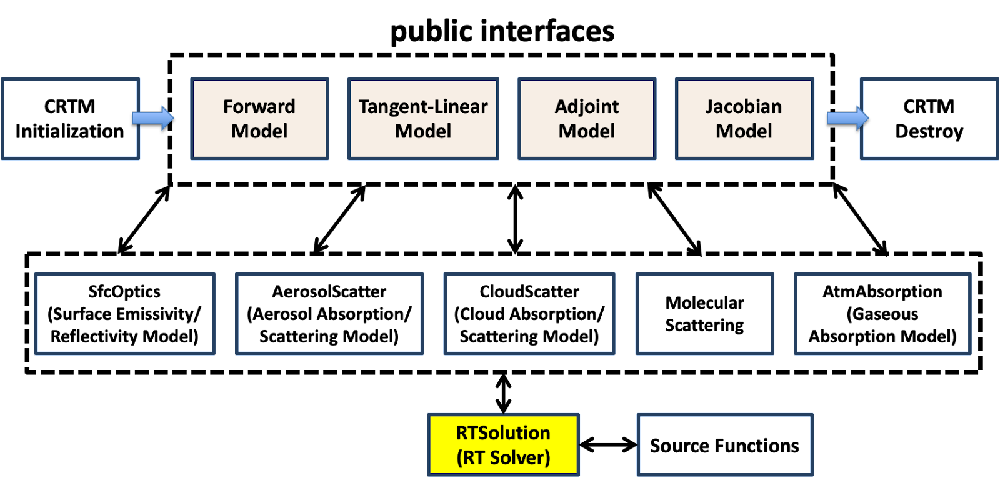 public interfaces
CRTM
Initialization
Forward
Model
Tangent-Linear
Model
Adjoint
Model
Jacobian
Model
CRTM
Destroy
SfcOptics
(Surface Emissivity/
Reflectivity Model)
AerosolScatter
(Aerosol Absorption/
Scattering Model)
CloudScatter
(Cloud Absorption/
Scattering Model)
Molecular
Scattering
AtmAbsorption
(Gaseous
Absorption Model)
RTSolution
(RT Solver)
Source Functions